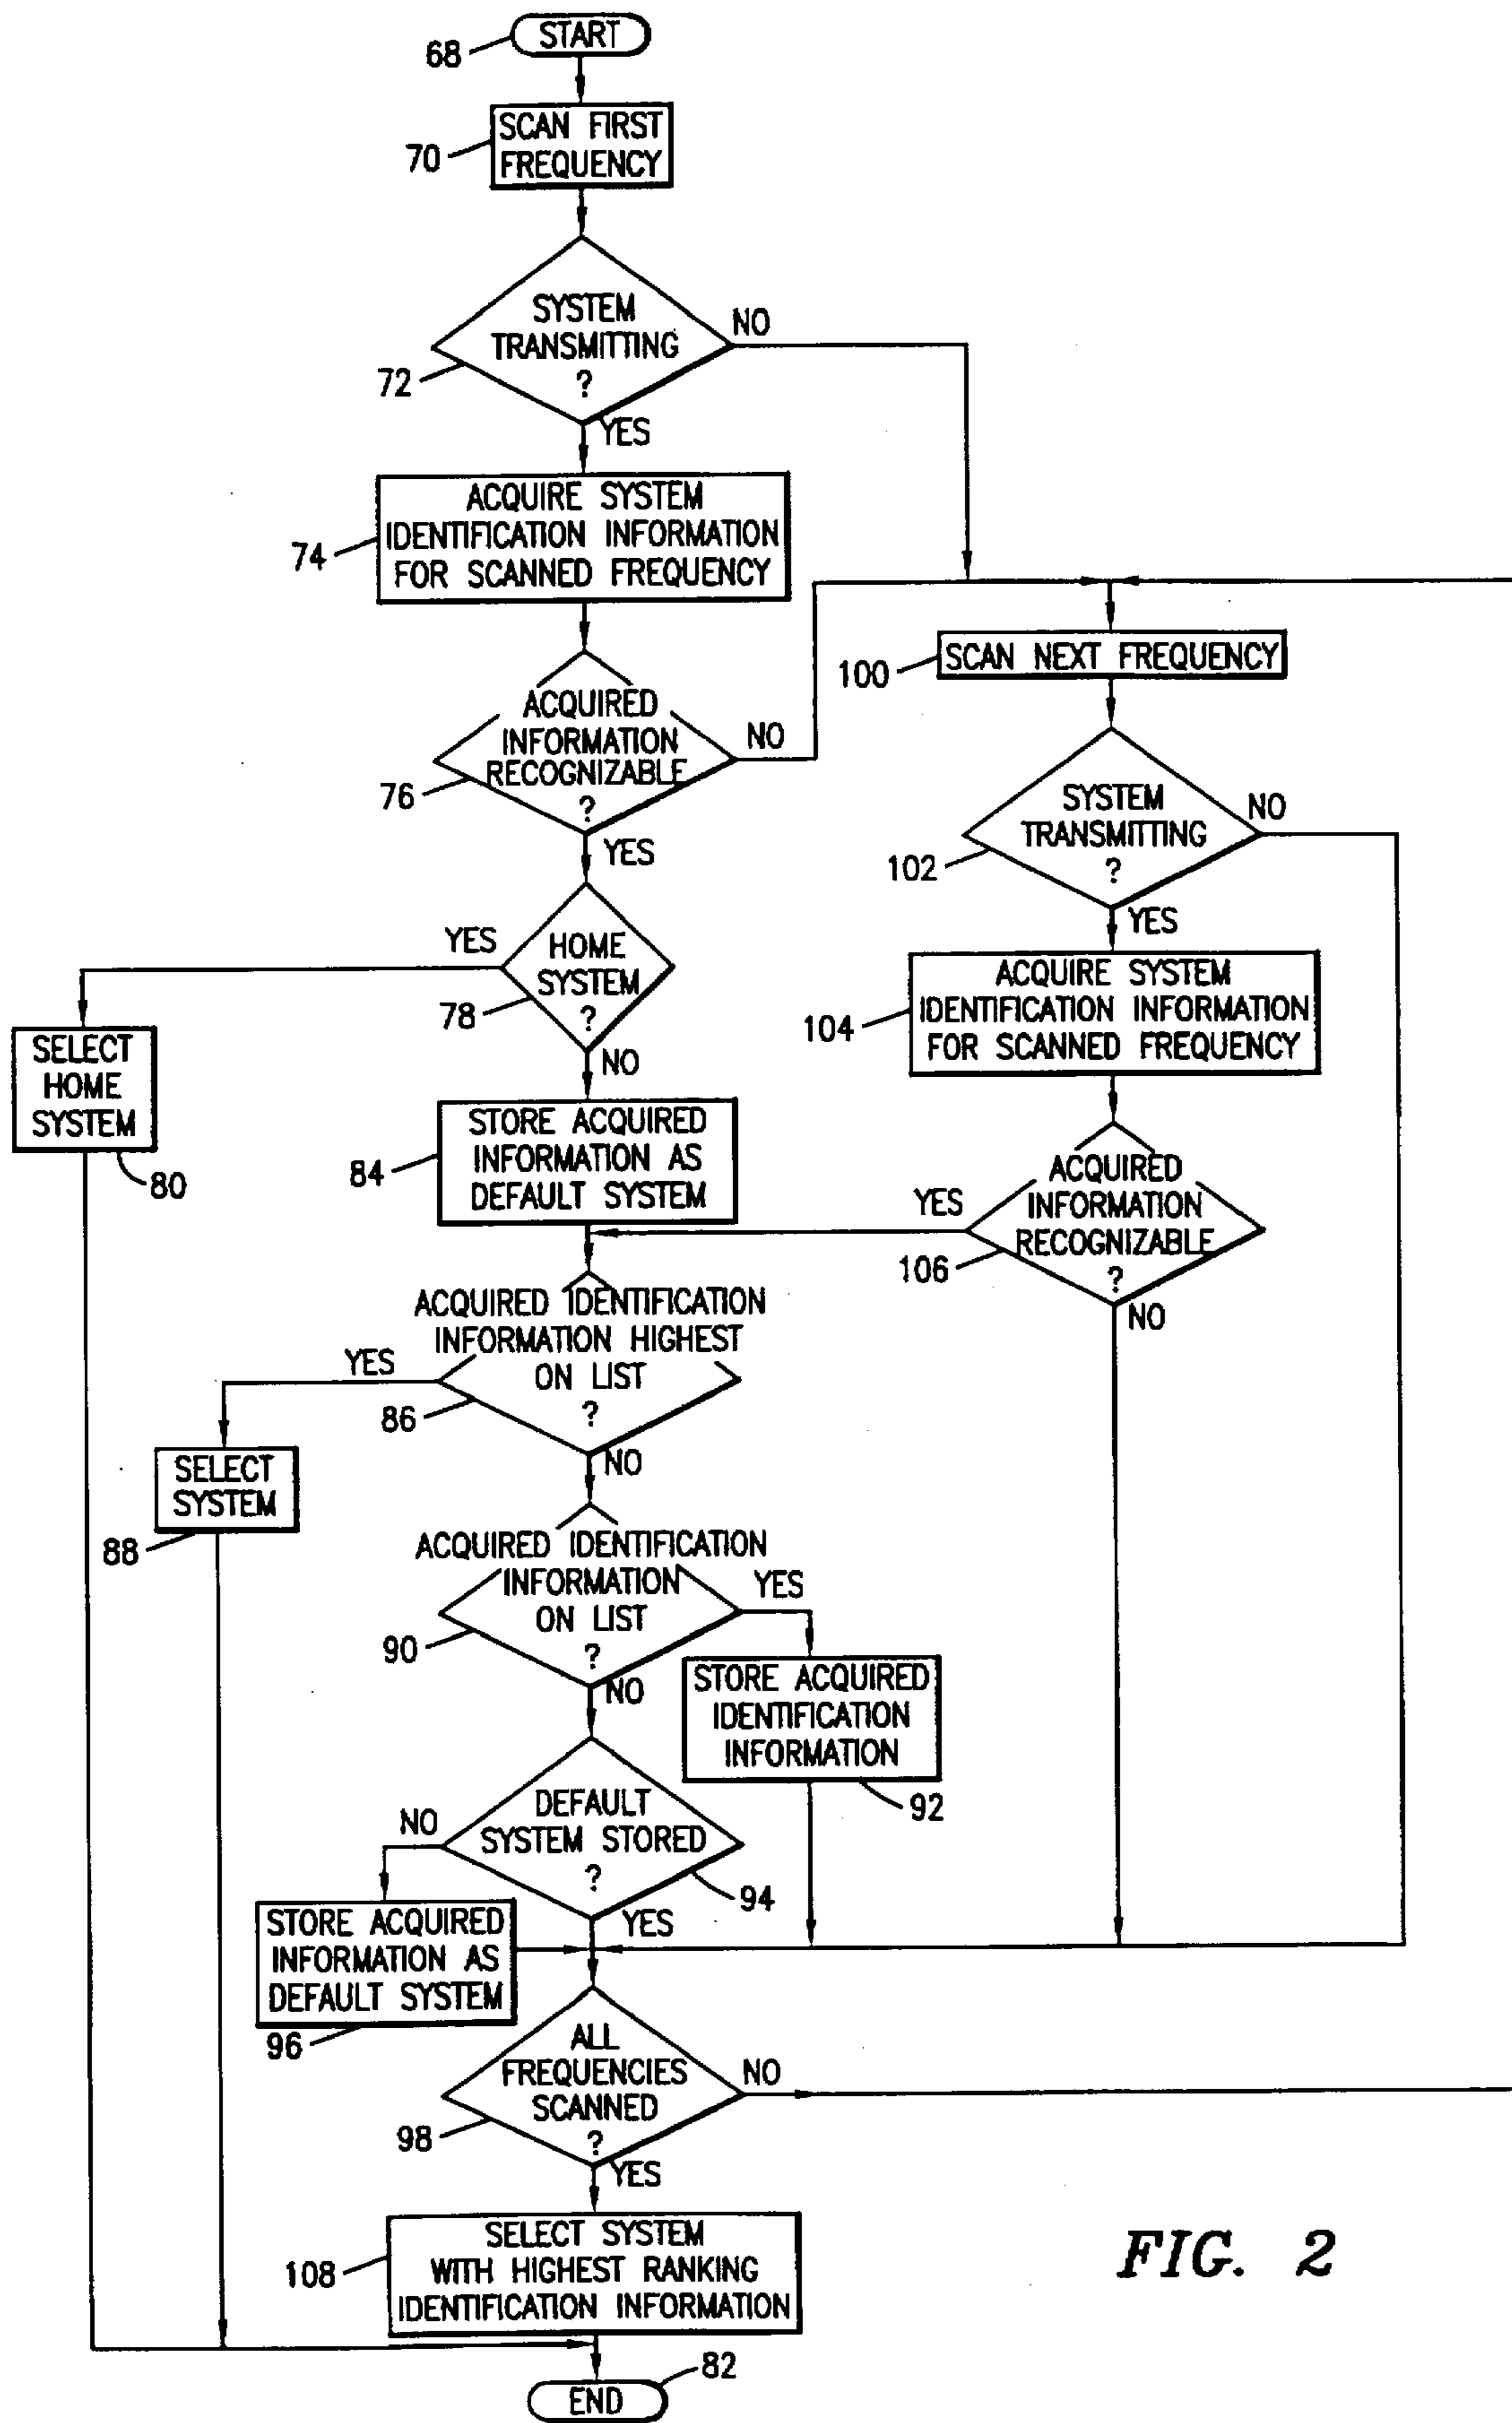 START
68
SCAN FIRST
FREQUENCY
70
SYSTEM
TRANSMITTING
?
72
NO
YES
ACQUIRE SYSTEM
IDENTIFICATION INFORMATION
FOR SCANNED FREQUENCY
74
ACQUIRED
INFORMATION
RECOGNIZABLE
?
76
NO
YES
HOME
SYSTEM
?
78
YES
NO
SELECT
HOME
SYSTEM
80
STORE ACQUIRED
INFORMATION AS
DEFAULT SYSTEM
84
SCAN NEXT FREQUENCY
100
SYSTEM
TRANSMITTING
?
102
NO
YES
ACQUIRE SYSTEM
IDENTIFICATION INFORMATION
FOR SCANNED FREQUENCY
104
ACQUIRED
INFORMATION
RECOGNIZABLE
?
106
YES
NO
ACQUIRED IDENTIFICATION
INFORMATION HIGHEST
ON LIST
?
86
YES
NO
SELECT
SYSTEM
88
ACQUIRED IDENTIFICATION
INFORMATION
ON LIST
?
90
YES
NO
STORE ACQUIRED
IDENTIFICATION
INFORMATION
92
DEFAULT
SYSTEM STORED
?
94
NO
YES
STORE ACQUIRED
INFORMATION AS
DEFAULT SYSTEM
96
ALL
FREQUENCIES
SCANNED
?
98
NO
YES
SELECT SYSTEM
WITH HIGHEST RANKING
IDENTIFICATION INFORMATION
108
END
82
FIG. 2